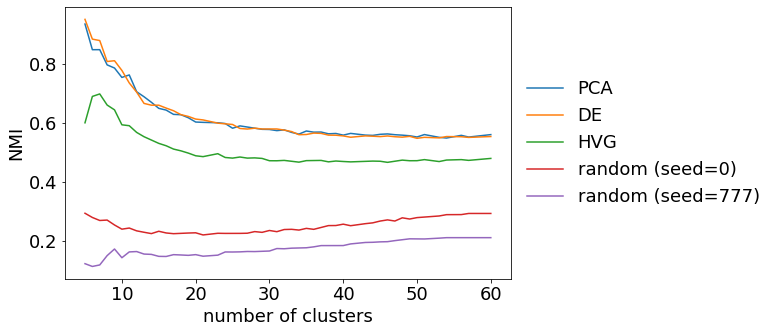 NMI
0.8
0.6
0.4
0.2
10 20 30 40 50 60
number of clusters
PCA
DE
HVG
random (seed=0)
random (seed=777)